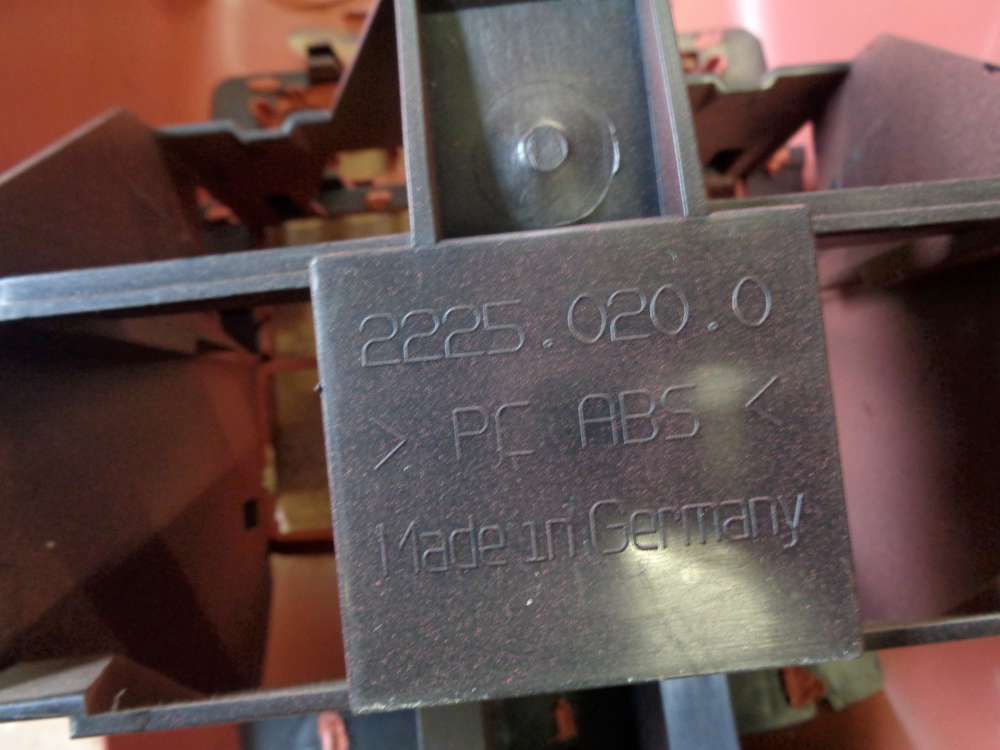 2225.020.0
> PC ABS <
Made in Germany